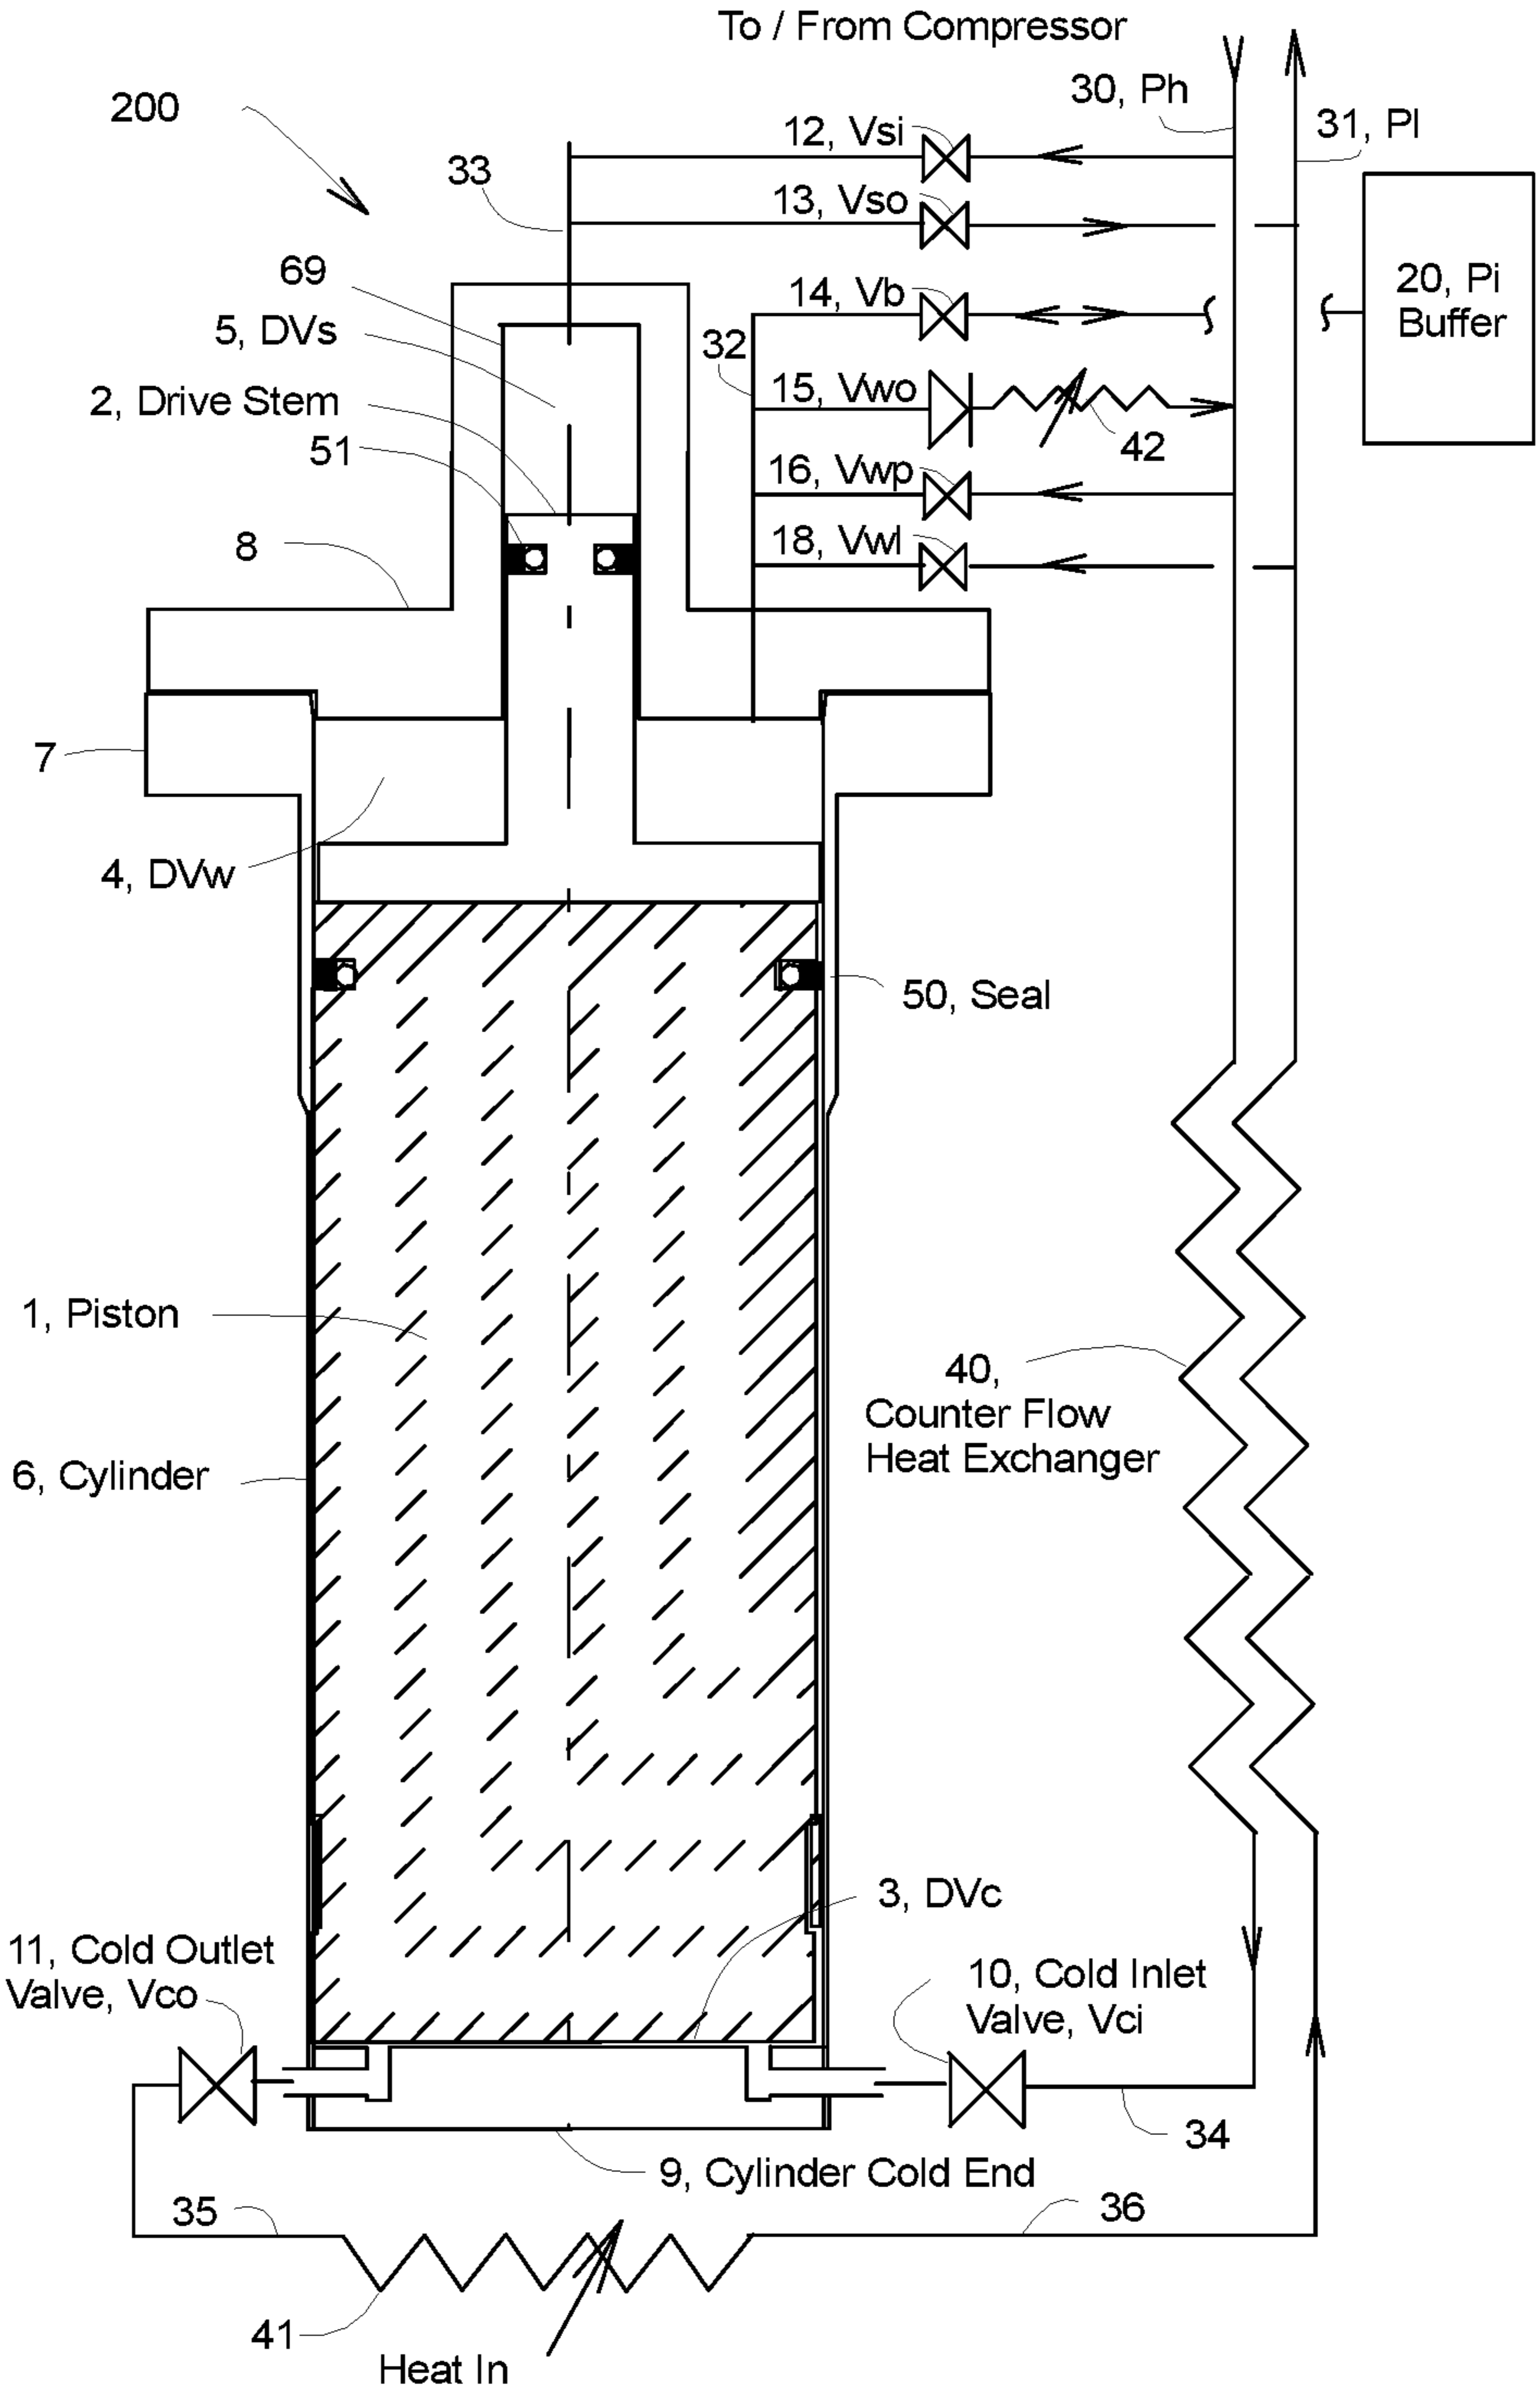 To / From Compressor
200
30, Ph
31, Pl
12, Vsi
33
13, Vso
69
5, DVs
14, Vb
20, Pi
Buffer
32
2, Drive Stem
15, Vwo
51
42
16, Vwp
8
18, Vwl
7
4, DVw
50, Seal
1, Piston
40,
Counter Flow
Heat Exchanger
6, Cylinder
3, DVc
11, Cold Outlet
Valve, Vco
10, Cold Inlet
Valve, Vci
34
9, Cylinder Cold End
35
36
41
Heat In